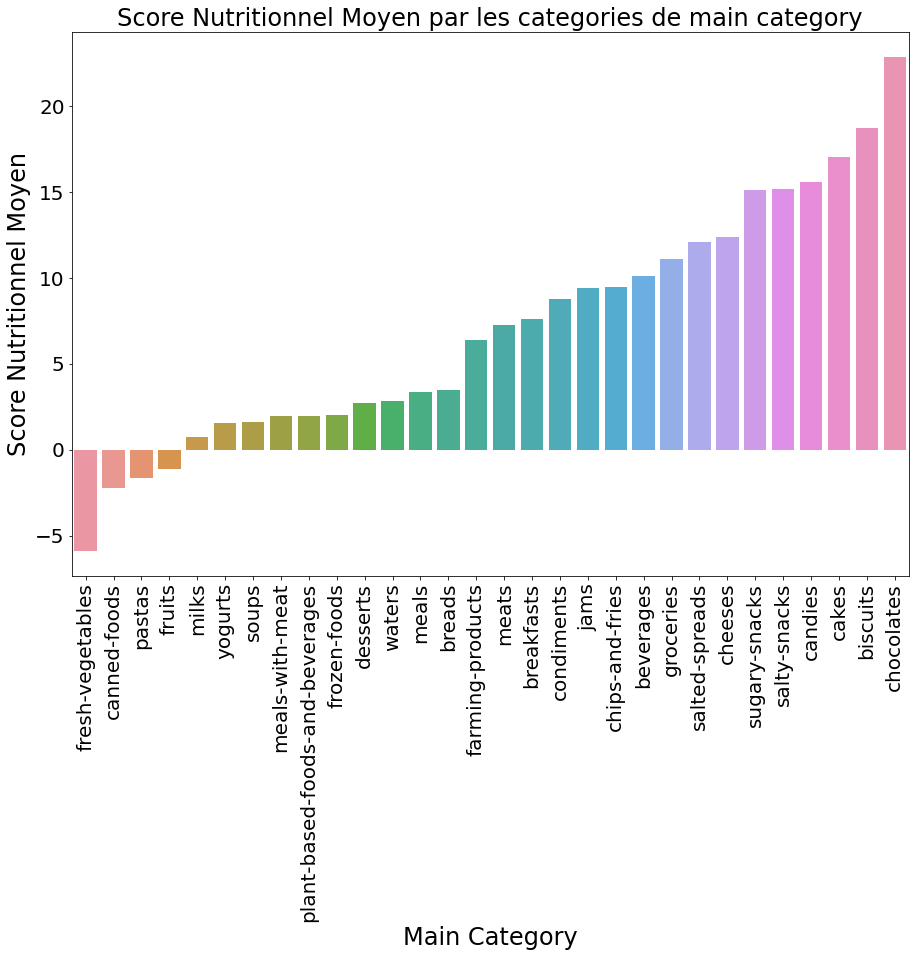 Score Nutritionnel Moyen par les categories de main category
Score Nutritionnel Moyen
20
15
10
5
0
−5
fresh-vegetables
canned-foods
pastas
fruits
milks
yogurts
soups
meals-with-meat
plant-based-foods-and-beverages
frozen-foods
desserts
waters
meals
breads
farming-products
meats
breakfasts
condiments
jams
chips-and-fries
beverages
groceries
salted-spreads
cheeses
sugary-snacks
salty-snacks
candies
cakes
biscuits
chocolates
Main Category